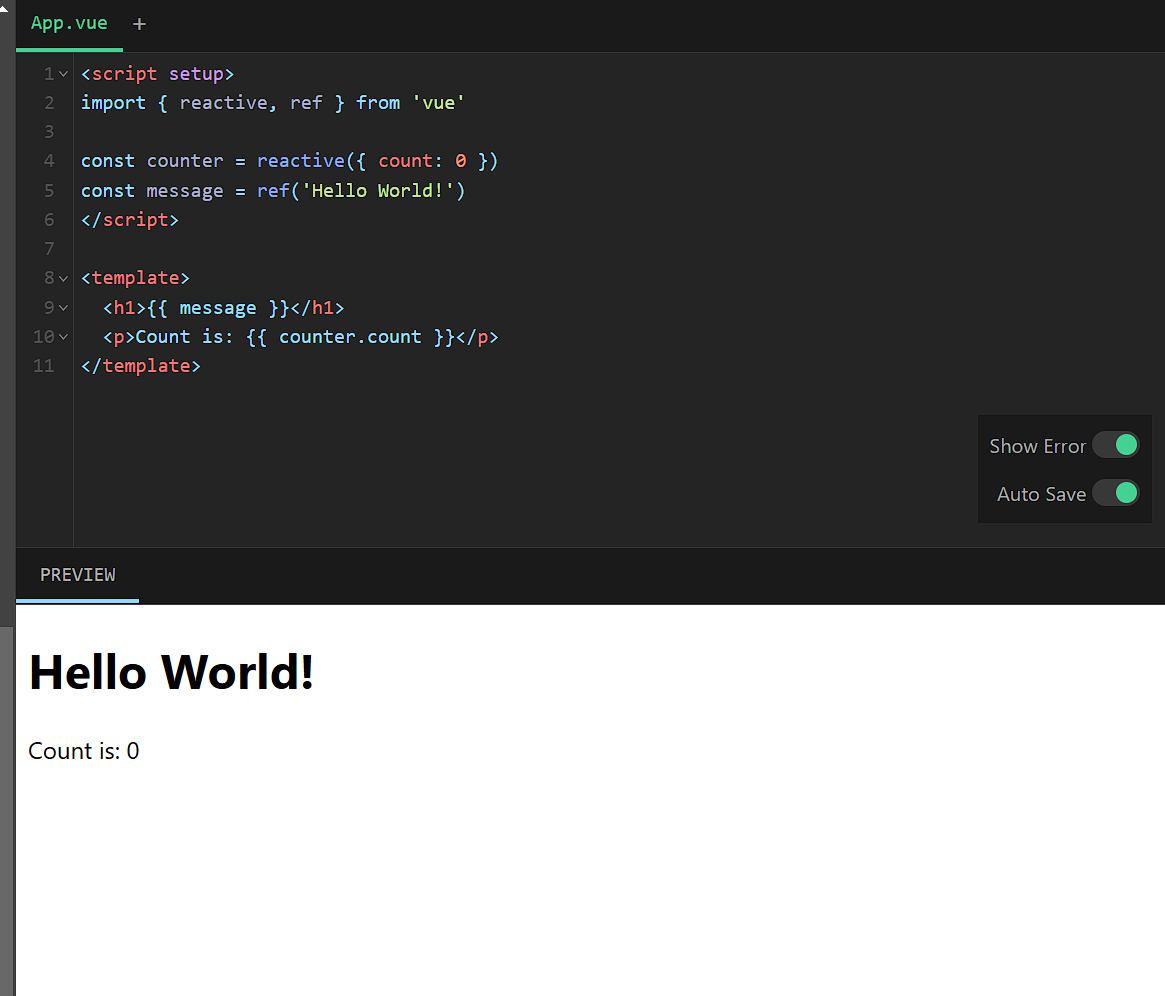 App.vue +
1 <script setup>
2 import { reactive, ref } from 'vue'
3
4 const counter = reactive({ count: 0 })
5 const message = ref('Hello World!')
6 </script>
7
8 <template>
9   <h1>{{ message }}</h1>
10   <p>Count is: {{ counter.count }}</p>
11 </template>
Show Error
Auto Save
PREVIEW
Hello World!
Count is: 0